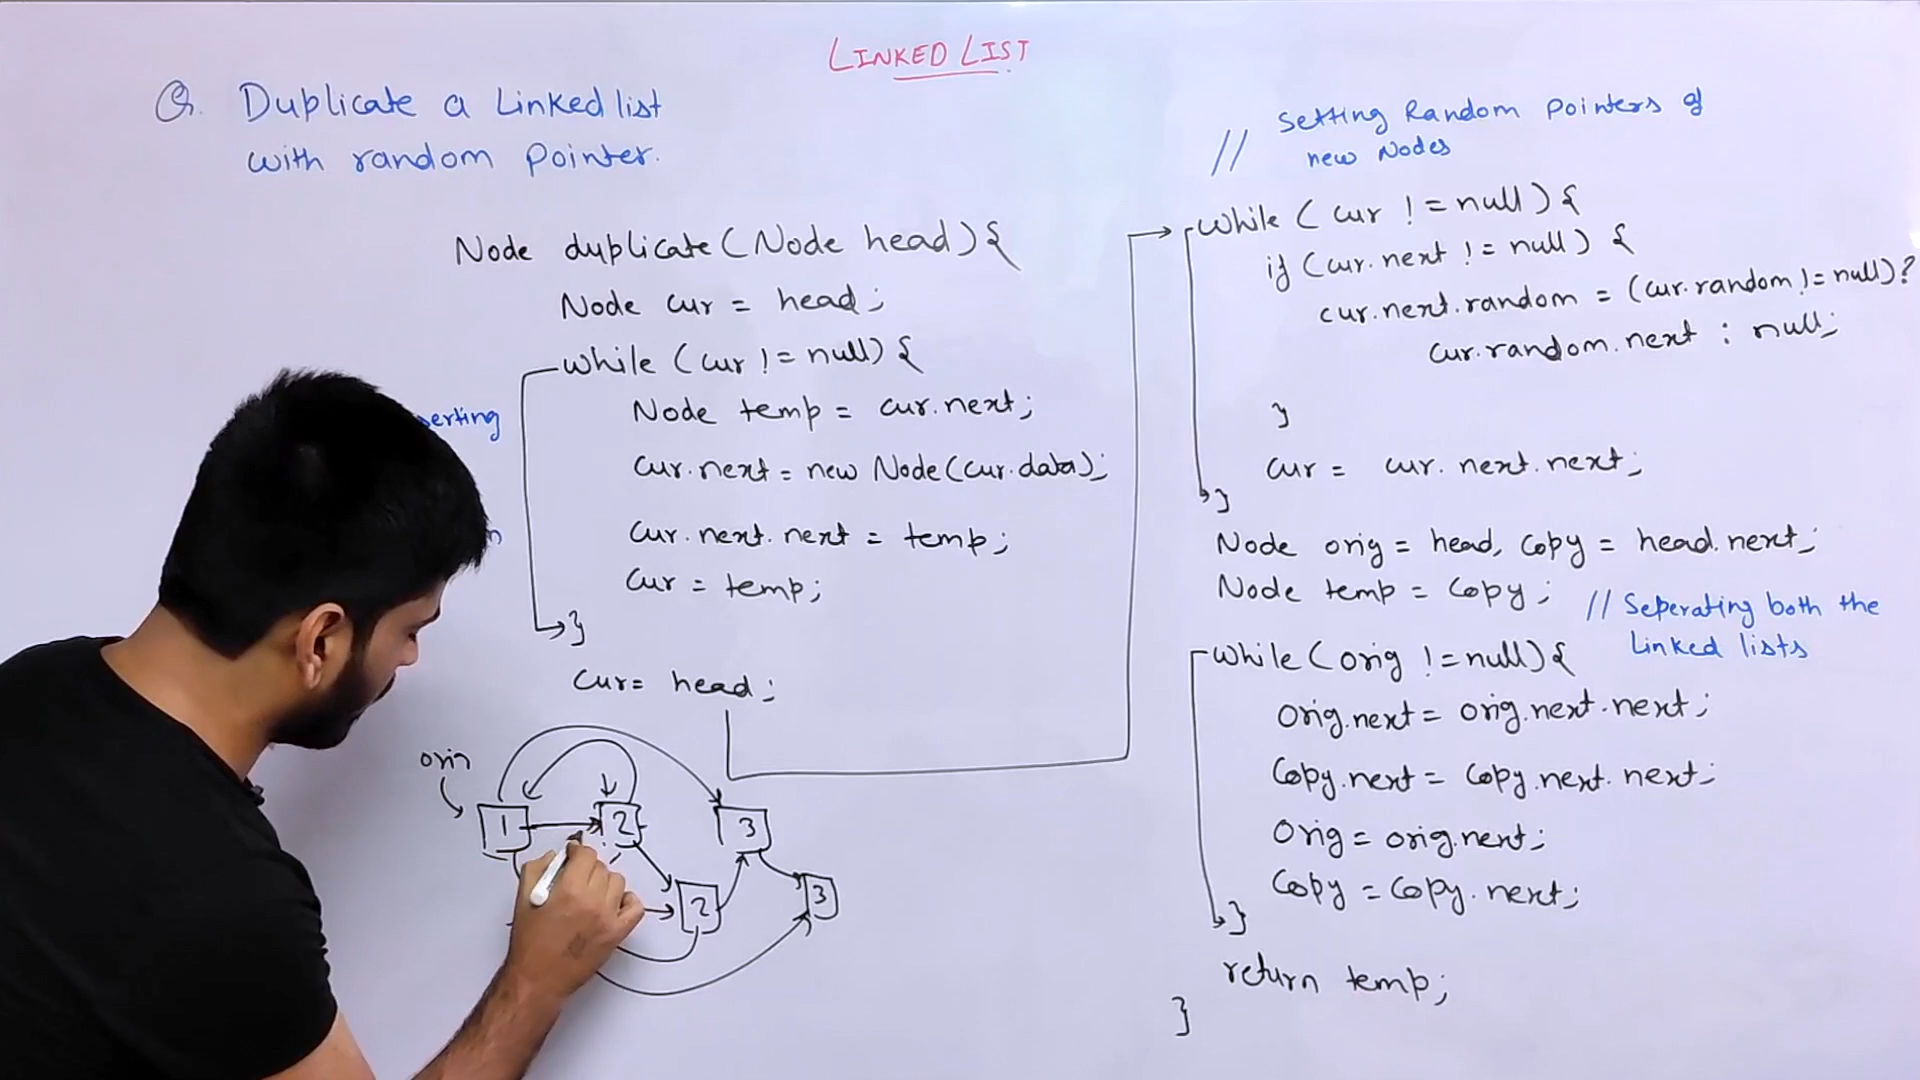 LINKED LIST
Q. Duplicate a Linked list
with random pointer.
Node duplicate(Node head){
Node cur = head;
while (cur != null) {
Node temp = cur.next;
cur.next = new Node(cur.data);
cur.next.next = temp;
cur = temp;
}
cur = head;
orig
1 2 3
2 3
// Setting Random Pointers of
new Nodes
while (cur != null) {
if (cur.next != null) {
cur.next.random = (cur.random != null)?
cur.random.next : null;
}
cur = cur.next.next;
}
Node orig = head, copy = head.next;
Node temp = copy;
// Seperating both the
Linked lists
while(orig != null){
orig.next = orig.next.next;
copy.next = copy.next.next;
orig = orig.next;
copy = copy.next;
}
return temp;
}